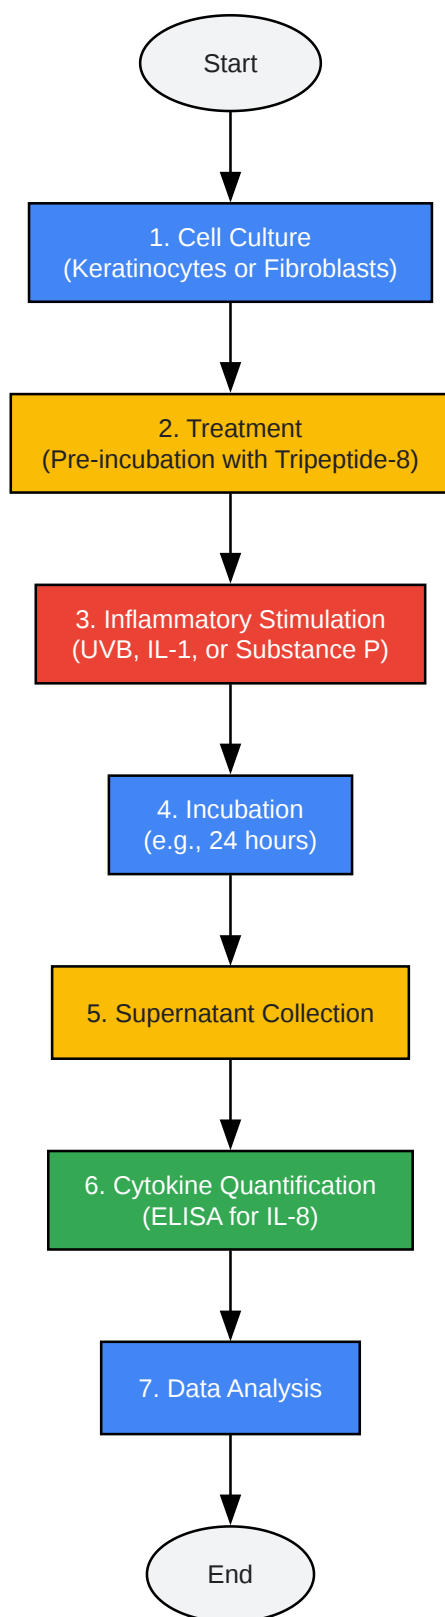 Start
1. Cell Culture
(Keratinocytes or Fibroblasts)
2. Treatment
(Pre-incubation with Tripeptide-8)
3. Inflammatory Stimulation
(UVB, IL-1, or Substance P)
4. Incubation
(e.g., 24 hours)
5. Supernatant Collection
6. Cytokine Quantification
(ELISA for IL-8)
7. Data Analysis
End